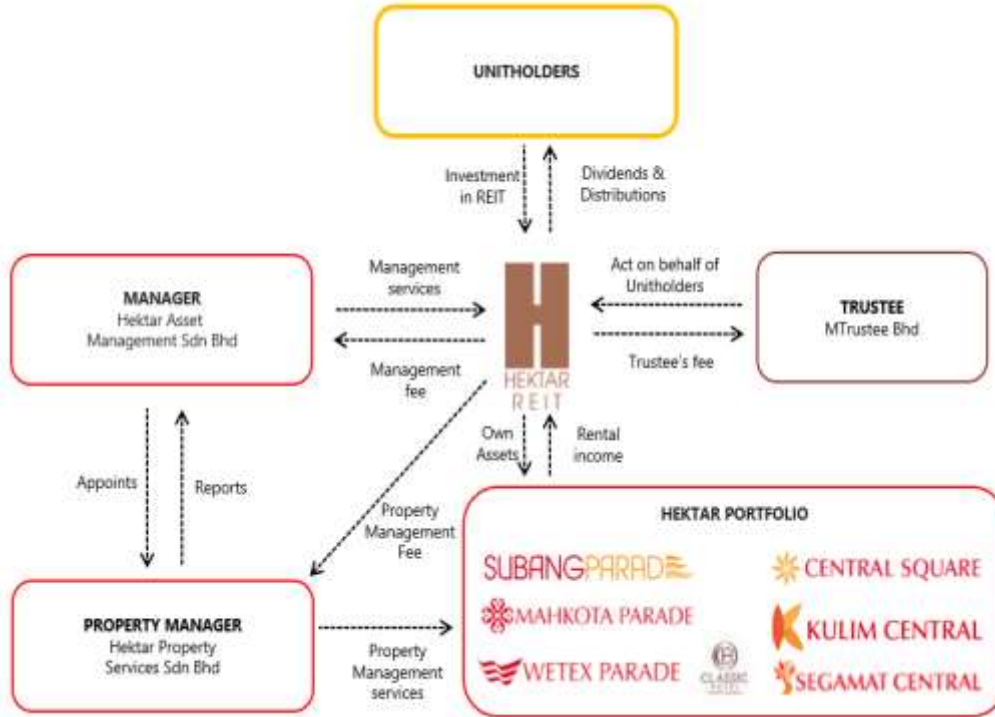 UNITHOLDERS
Investment
in REIT
Dividends &
Distributions
MANAGER
Hektar Asset
Management Sdn Bhd
Management
services
Management
fee
HEKTAR
REIT
Act on behalf of
Unitholders
Trustee's fee
TRUSTEE
MTrustee Bhd
Appoints
Reports
Property
Management
Fee
Own
Assets
Rental
income
PROPERTY MANAGER
Hektar Property
Services Sdn Bhd
Property
Management
services
HEKTAR PORTFOLIO
SUBANGPARADE
CENTRAL SQUARE
MAHKOTA PARADE
KULIM CENTRAL
WETEX PARADE
CLASSIC
HOTEL
SEGAMAT CENTRAL